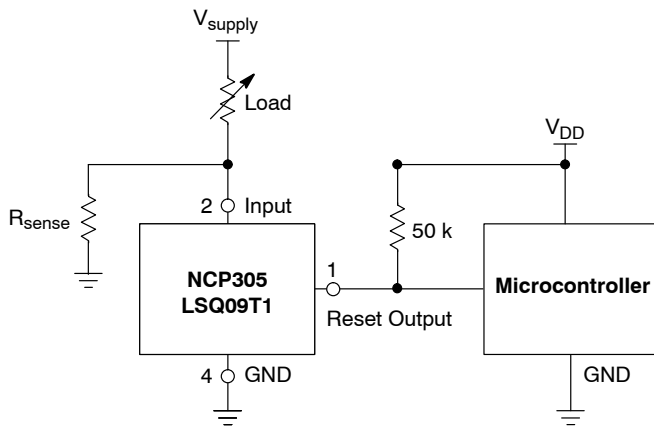 Vsupply
Load
VDD
Rsense
2 Input
50 k
NCP305
LSQ09T1
1
Microcontroller
Reset Output
4 GND
GND